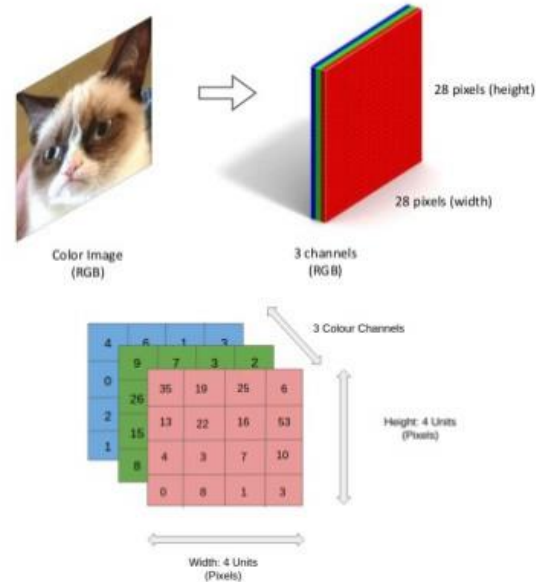 28 pixels (height)
28 pixels (width)
Color Image
(RGB)
3 channels
(RGB)
3 Colour Channels
4 6 1 3
0
2
1
9 7 3 2
26
15
8
35 19 25 6
13 22 16 53
4 3 7 10
0 8 1 3
Height: 4 Units
(Pixels)
Width: 4 Units
(Pixels)